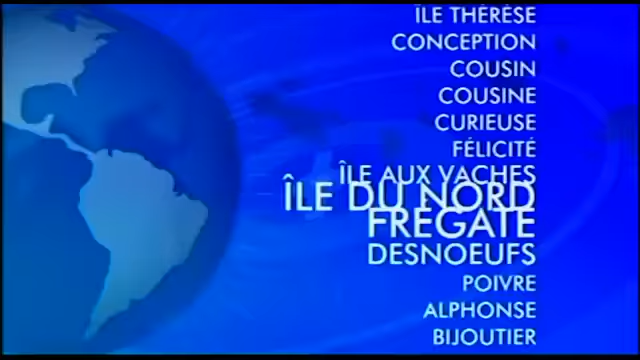 ÎLE THÉRÈSE
CONCEPTION
COUSIN
COUSINE
CURIEUSE
FÉLICITÉ
ÎLE AUX VACHES
ÎLE DU NORD
FRÉGATE
DESNOEUFS
POIVRE
ALPHONSE
BIJOUTIER